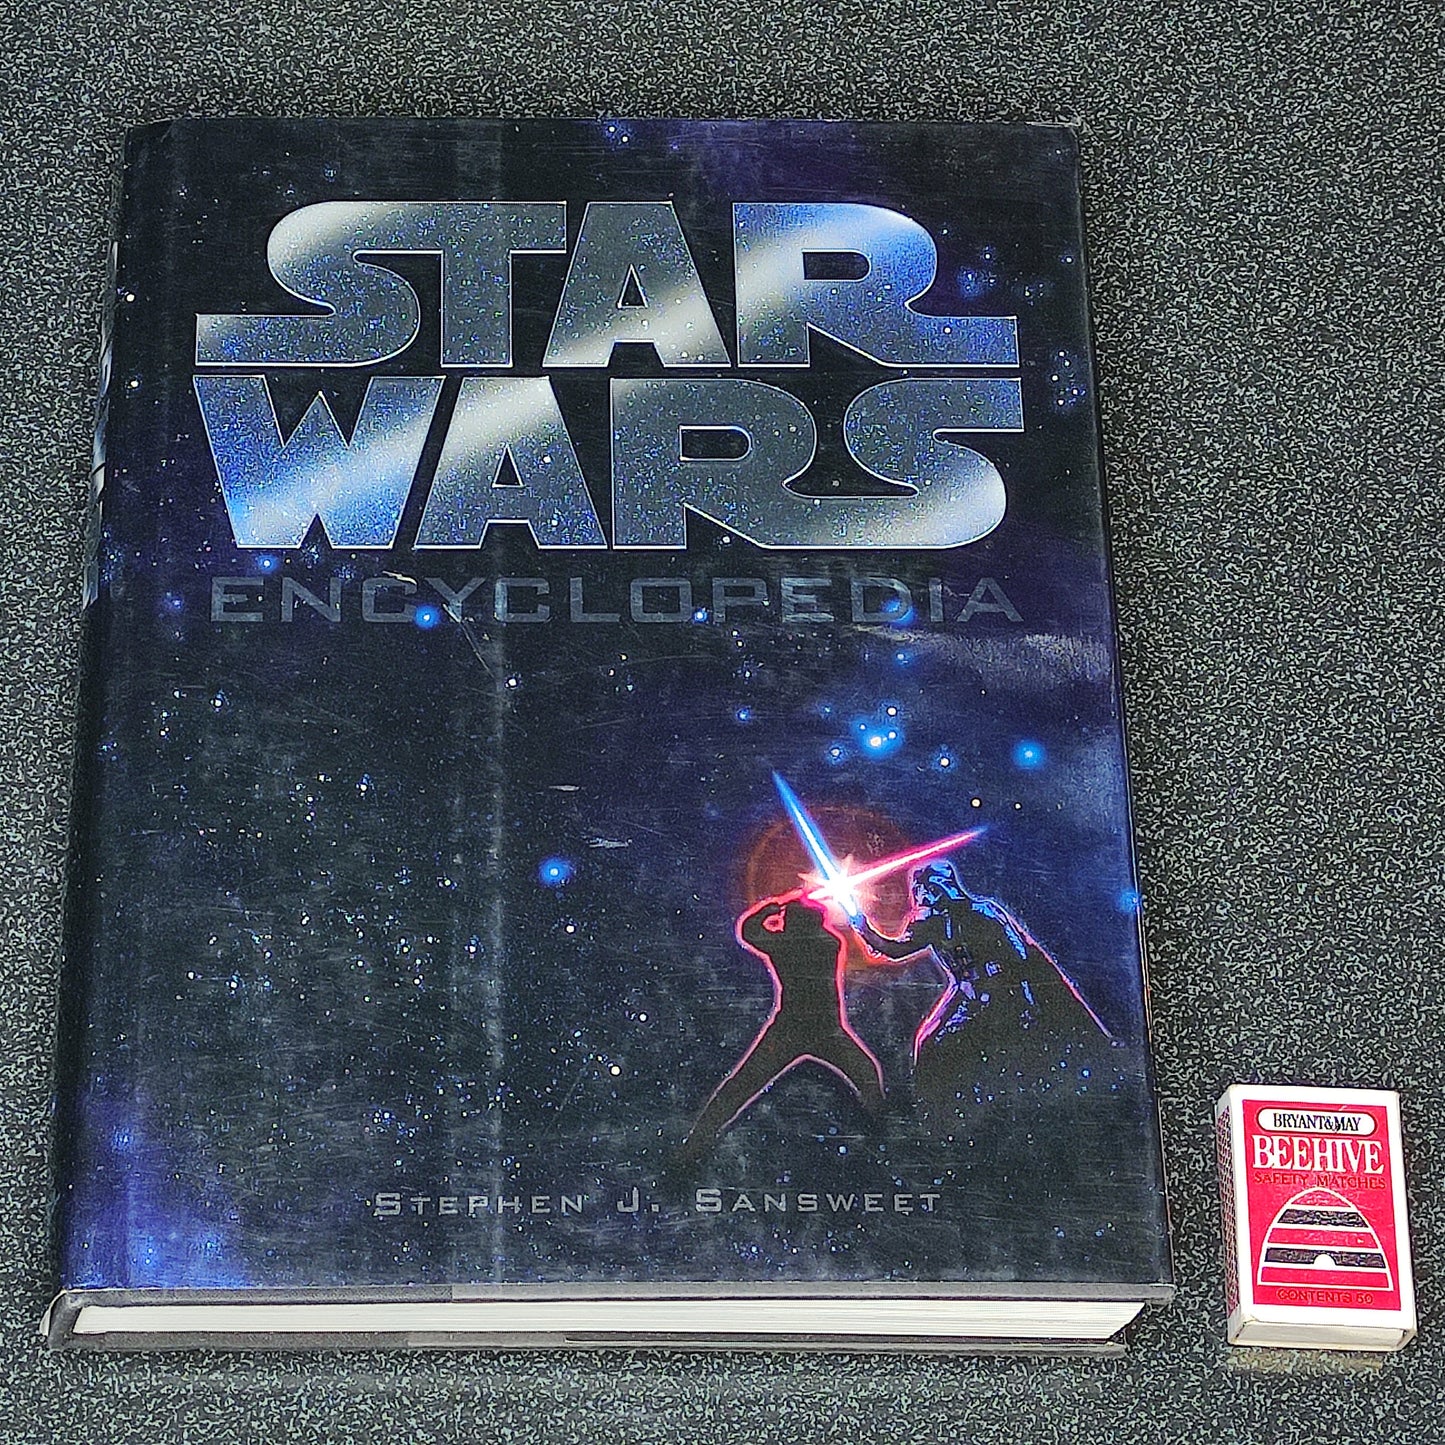 STAR
WARS
ENCYCLOPEDIA
STEPHEN J. SANSWEET
BRYANT&MAY
BEEHIVE
SAFETY MATCHES
CONTENTS 50